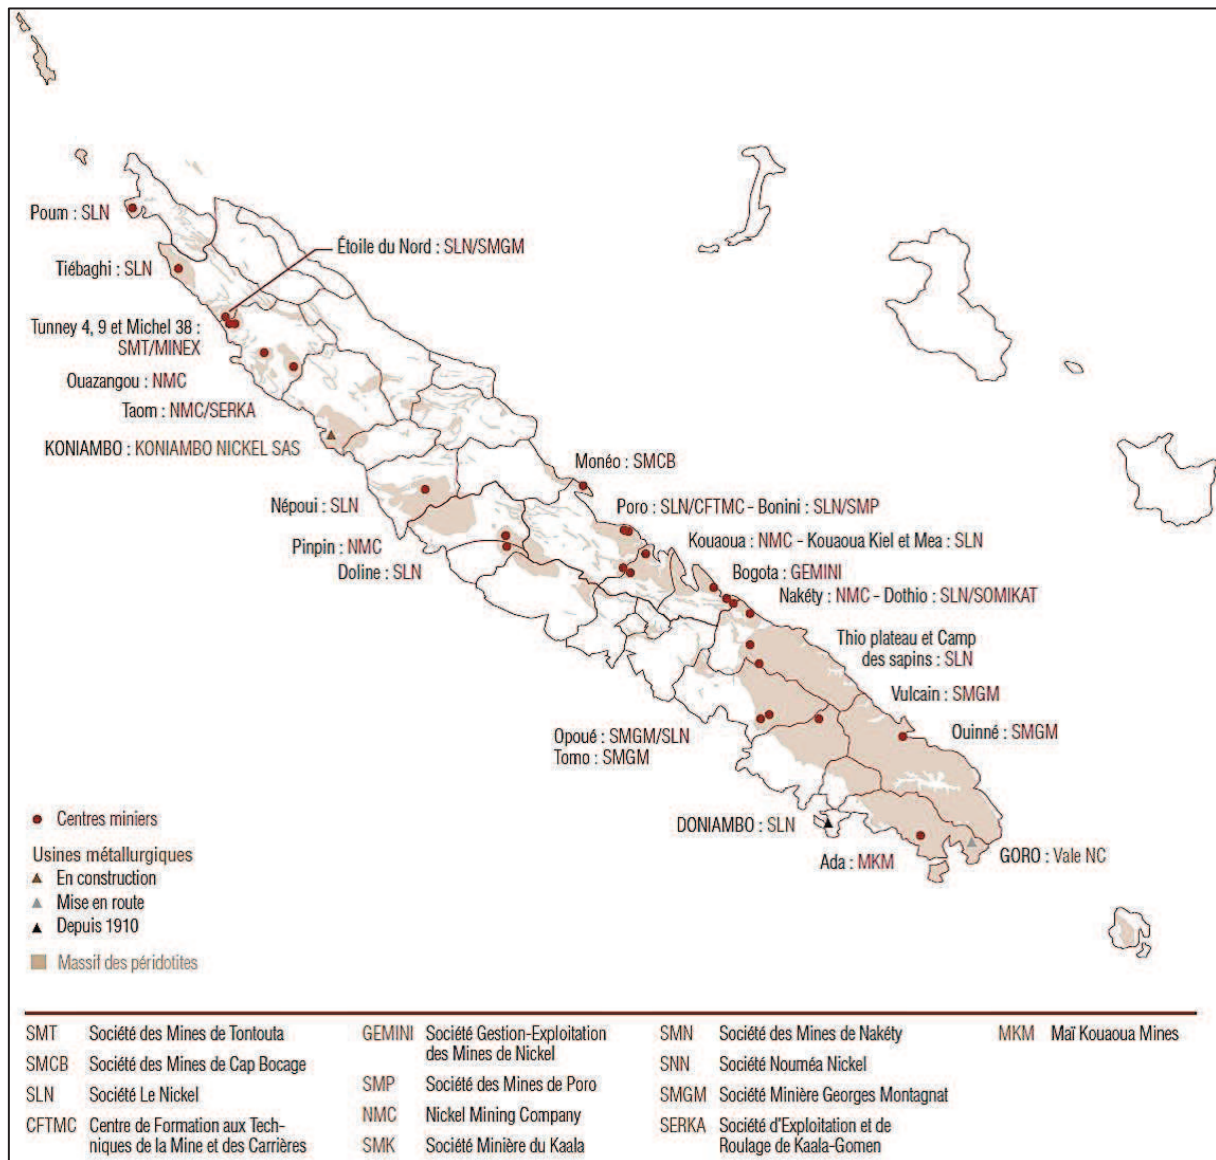 Poum : SLN
Étoile du Nord : SLN/SMGM
Tiébaghi : SLN
Tunney 4, 9 et Michel 38 :
SMT/MINEX
Ouazangou : NMC
Taom : NMC/SERKA
KONIAMBO : KONIAMBO NICKEL SAS
Monéo : SMCB
Népoui : SLN
Poro : SLN/CFTMC - Bonini : SLN/SMP
Pinpin : NMC
Kouaoua : NMC - Kouaoua Kiel et Mea : SLN
Doline : SLN
Bogota : GEMINI
Nakéty : NMC - Dothio : SLN/SOMIKAT
Thio plateau et Camp
des sapins : SLN
Vulcain : SMGM
Ouinné : SMGM
Opoué : SMGM/SLN
Tomo : SMGM
DONIAMBO : SLN
Ada : MKM
GORO : Vale NC
Centres miniers
Usines métallurgiques
En construction
Mise en route
Depuis 1910
Massif des péridotites
SMT Société des Mines de Tontouta
SMCB Société des Mines de Cap Bocage
SLN Société Le Nickel
CFTMC Centre de Formation aux Tech-
niques de la Mine et des Carrières
GEMINI Société Gestion-Exploitation
des Mines de Nickel
SMP Société des Mines de Poro
NMC Nickel Mining Company
SMK Société Minière du Kaala
SMN Société des Mines de Nakéty
SNN Société Nouméa Nickel
SMGM Société Minière Georges Montagnat
SERKA Société d'Exploitation et de
Roulage de Kaala-Gomen
MKM Maï Kouaoua Mines